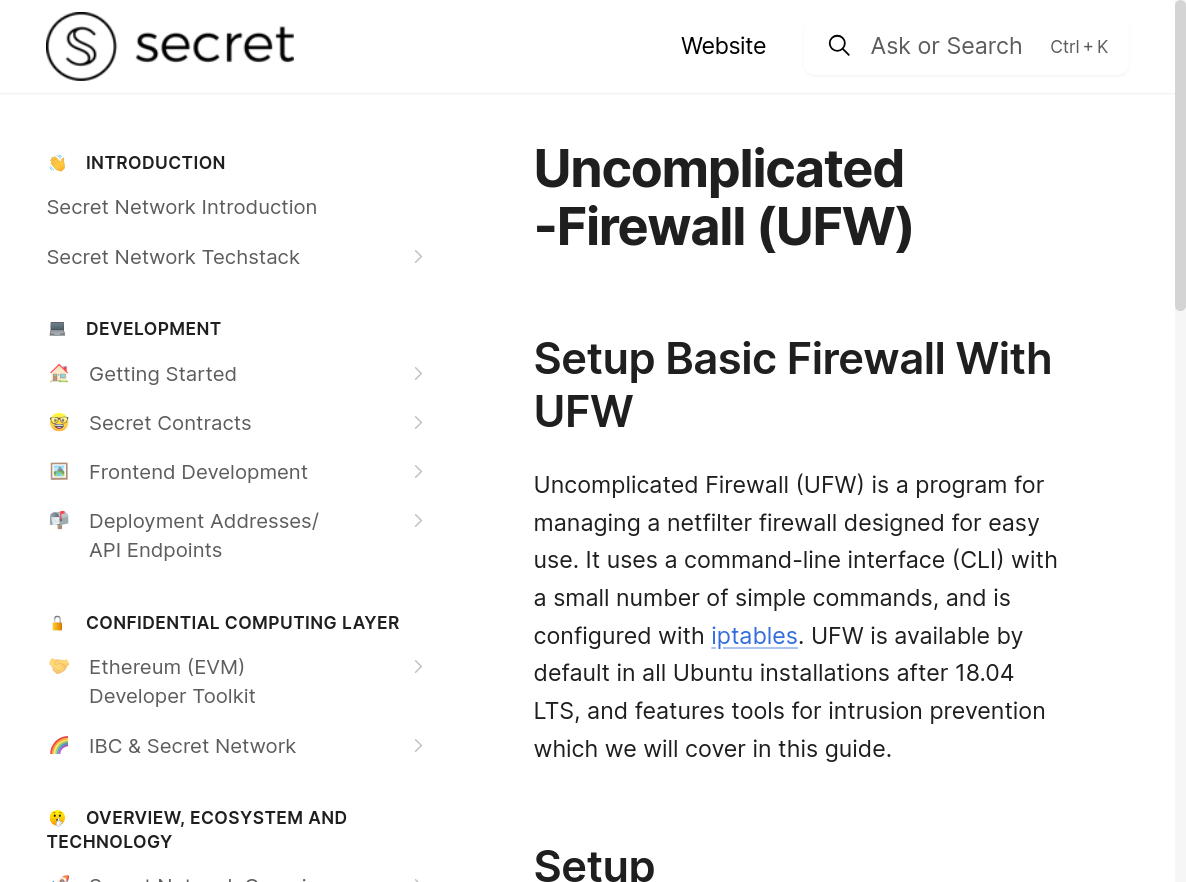 secret
Website
Ask or Search
Ctrl + K
INTRODUCTION
Secret Network Introduction
Secret Network Techstack
DEVELOPMENT
Getting Started
Secret Contracts
Frontend Development
Deployment Addresses/
API Endpoints
CONFIDENTIAL COMPUTING LAYER
Ethereum (EVM)
Developer Toolkit
IBC & Secret Network
OVERVIEW, ECOSYSTEM AND
TECHNOLOGY
Uncomplicated
-Firewall (UFW)
Setup Basic Firewall With
UFW
Uncomplicated Firewall (UFW) is a program for
managing a netfilter firewall designed for easy
use. It uses a command-line interface (CLI) with
a small number of simple commands, and is
configured with iptables. UFW is available by
default in all Ubuntu installations after 18.04
LTS, and features tools for intrusion prevention
which we will cover in this guide.
Setup